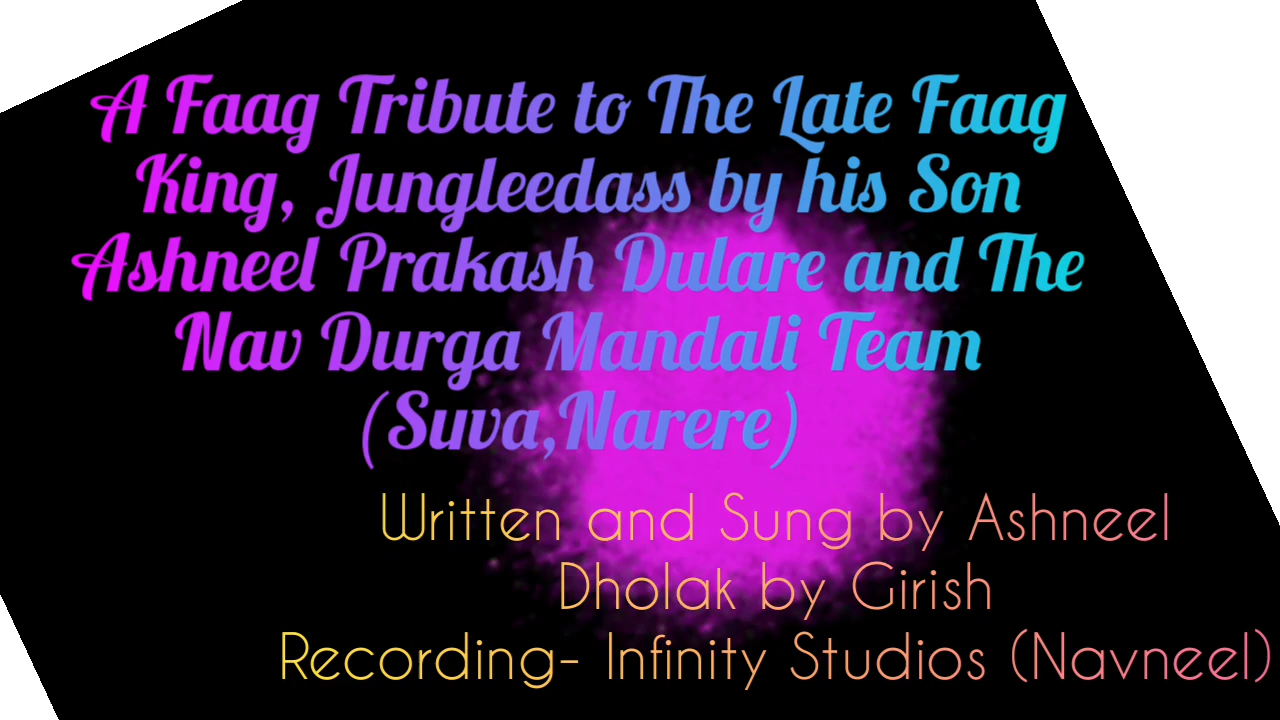 A Faag Tribute to The Late Faag
King, Jungleedass by his Son
Ashneel Prakash Dulare and The
Nav Durga Mandali Team
(Suva,Narere)
Written and Sung by Ashneel
Dholak by Girish
Recording- Infinity Studios (Navneel)